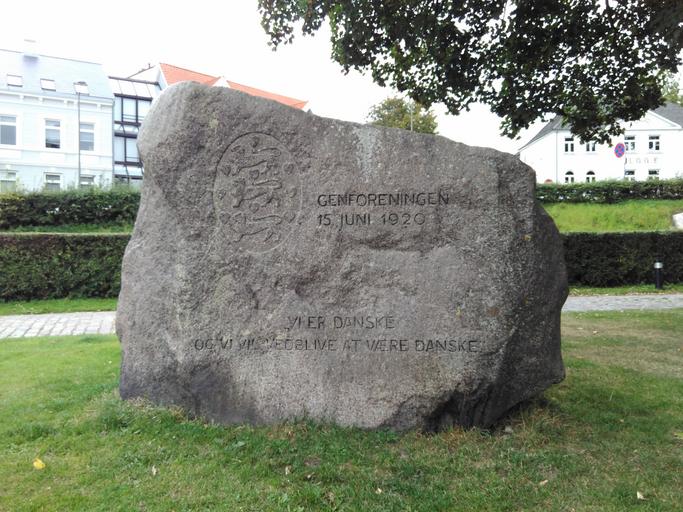 GENFORENINGEN
15. JUNI 1920
VI ER DANSKE
OG VI VIL VEDBLIVE AT VÆRE DANSKE